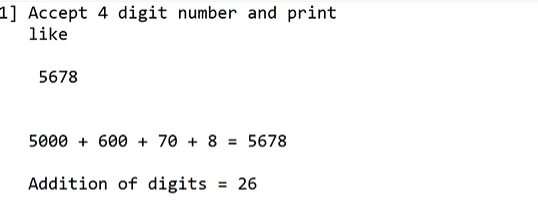 1] Accept 4 digit number and print
like
5678
5000 + 600 + 70 + 8 = 5678
Addition of digits = 26